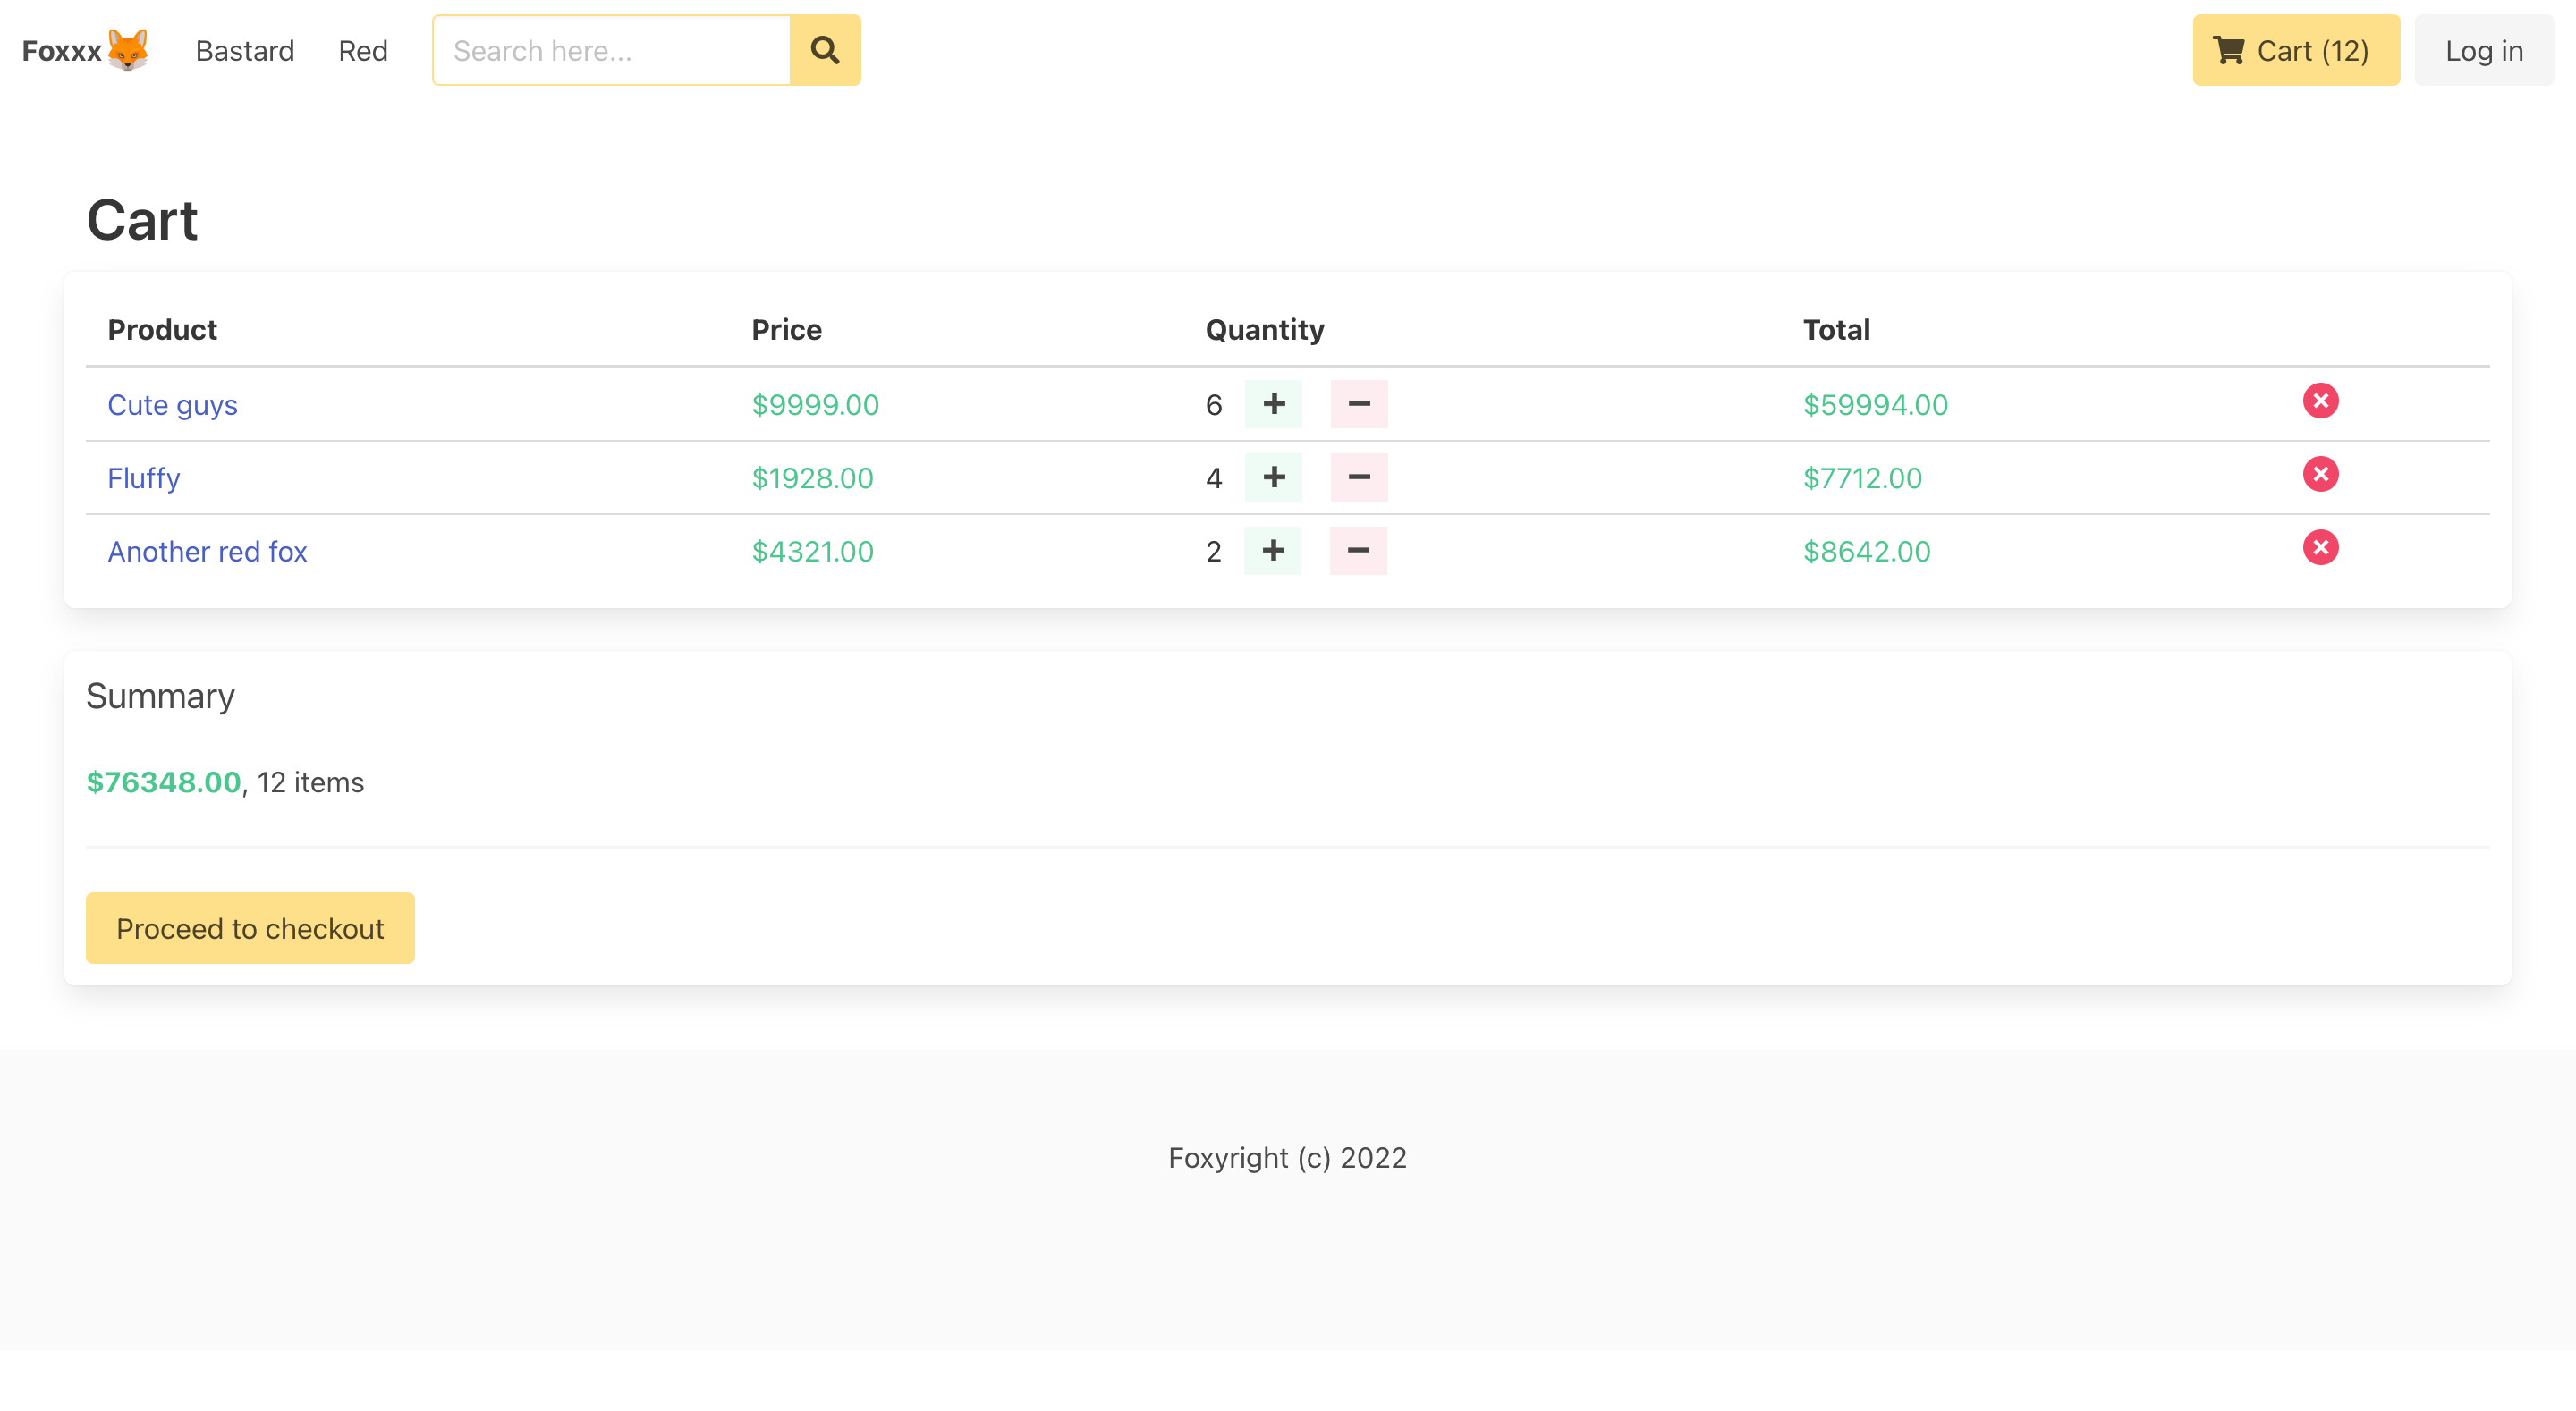 Foxxx Bastard Red Search here... Cart (12) Log in
Cart
Product Price Quantity Total
Cute guys $9999.00 6 + − $59994.00
Fluffy $1928.00 4 + − $7712.00
Another red fox $4321.00 2 + − $8642.00
Summary
$76348.00, 12 items
Proceed to checkout
Foxyright (c) 2022